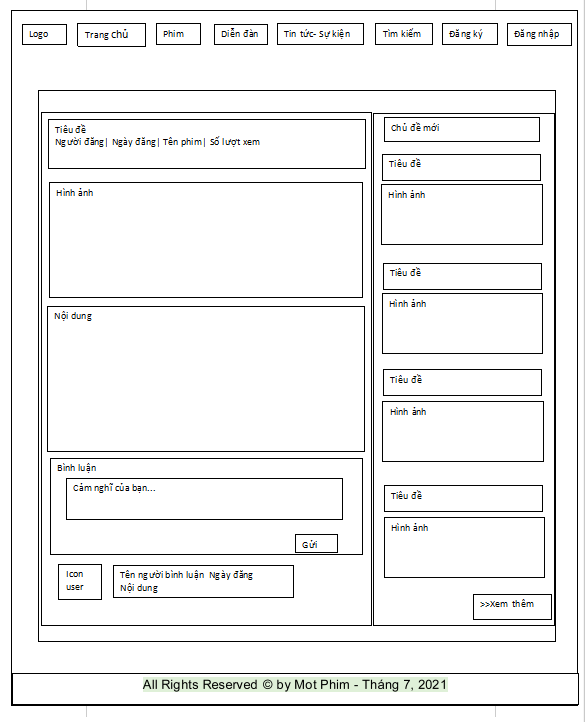 Logo
Trang chủ
Phim
Diễn đàn
Tin tức- Sự kiện
Tìm kiếm
Đăng ký
Đăng nhập
Tiêu đề
Người đăng| Ngày đăng| Tên phim| Số lượt xem
Hình ảnh
Nội dung
Bình luận
Cảm nghĩ của bạn...
Gửi
Icon
user
Tên người bình luận Ngày đăng
Nội dung
Chủ đề mới
Tiêu đề
Hình ảnh
Tiêu đề
Hình ảnh
Tiêu đề
Hình ảnh
Tiêu đề
Hình ảnh
>>Xem thêm
All Rights Reserved © by Mot Phim - Tháng 7, 2021